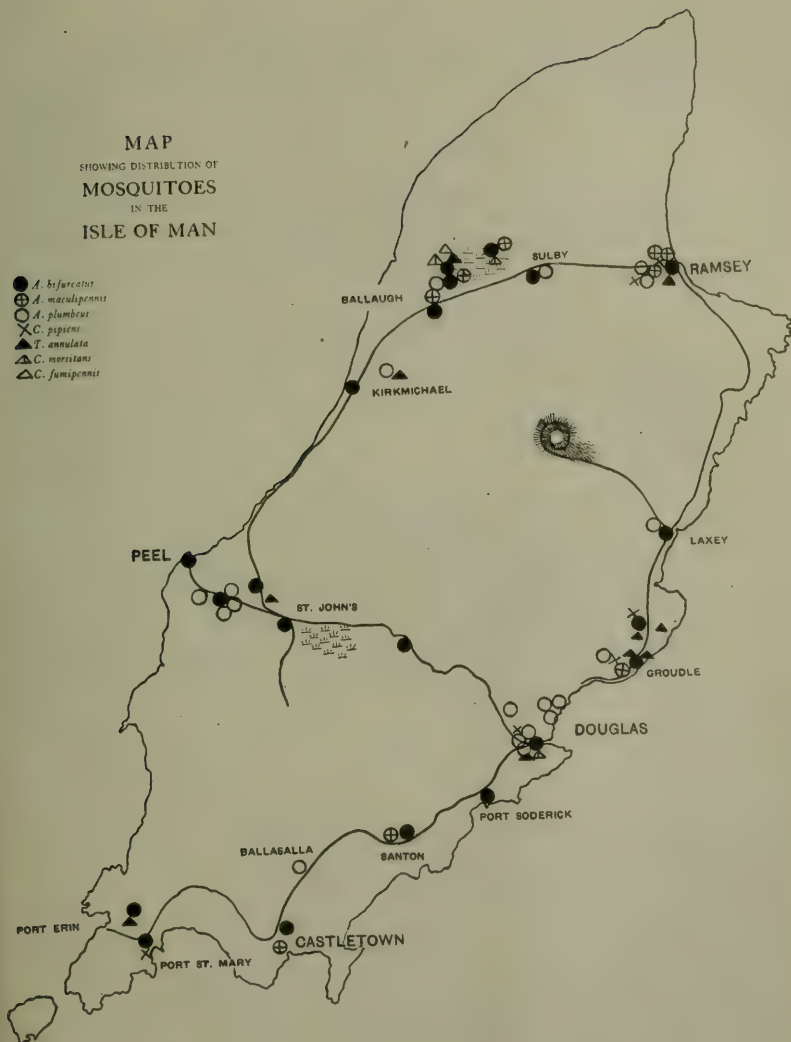 MAP
SHOWING DISTRIBUTION OF
MOSQUITOES
IN THE
ISLE OF MAN
A. bifurcatus
A. maculipennis
A. plumbeus
C. pipiens
T. annulata
C. morsitans
C. fumipennis
SULBY
RAMSEY
BALLAUGH
KIRKMICHAEL
LAXEY
PEEL
ST. JOHN'S
GROUDLE
DOUGLAS
PORT SODERICK
SANTON
BALLASALLA
PORT ERIN
CASTLETOWN
PORT ST. MARY